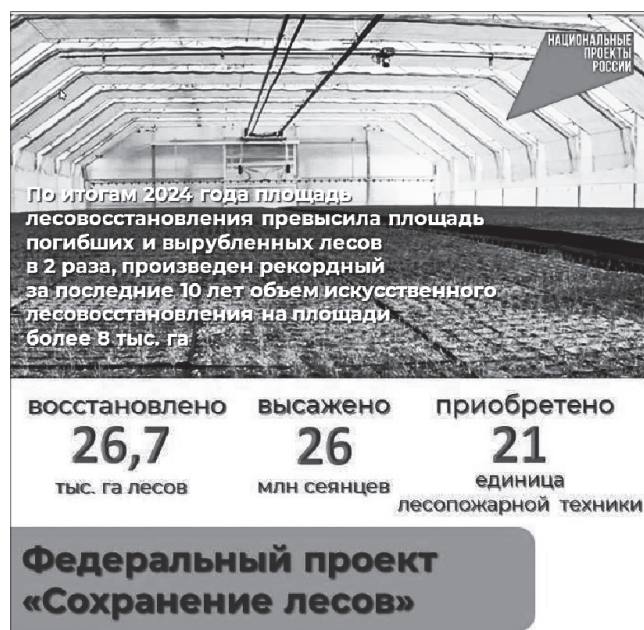 НАЦИОНАЛЬНЫЕ
ПРОЕКТЫ
РОССИИ
По итогам 2024 года площадь
лесовосстановления превысила площадь
погибших и вырубленных лесов
в 2 раза, произведен рекордный
за последние 10 лет объем искусственного
лесовосстановления на площади
более 8 тыс. га
восстановлено
26,7
тыс. га лесов
высажено
26
млн сеянцев
приобретено
21
единица
лесопожарной техники
Федеральный проект
«Сохранение лесов»